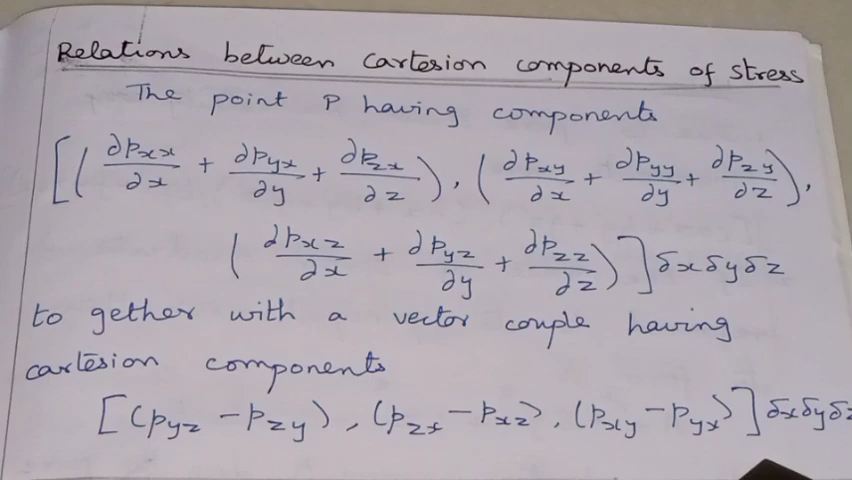 Relations between cartesion components of stress
The point P having components
[(∂pxx/∂x + ∂pyx/∂y + ∂pzx/∂z), (∂pxy/∂x + ∂pyy/∂y + ∂pzy/∂z),
(∂pxz/∂x + ∂pyz/∂y + ∂pzz/∂z)] δxδyδz
to gether with a vector couple having
cartesion components
[(pyz - pzy), (pzx - pxz), (pxy - pyx)] δxδyδz